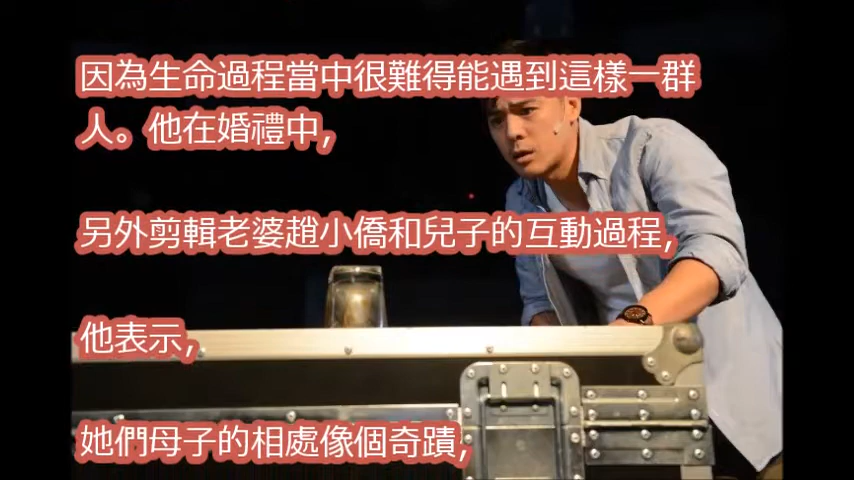 因為生命過程當中很難得能遇到這樣一群
人。他在婚禮中,
另外剪輯老婆趙小僑和兒子的互動過程,
他表示,
她們母子的相處像個奇蹟,